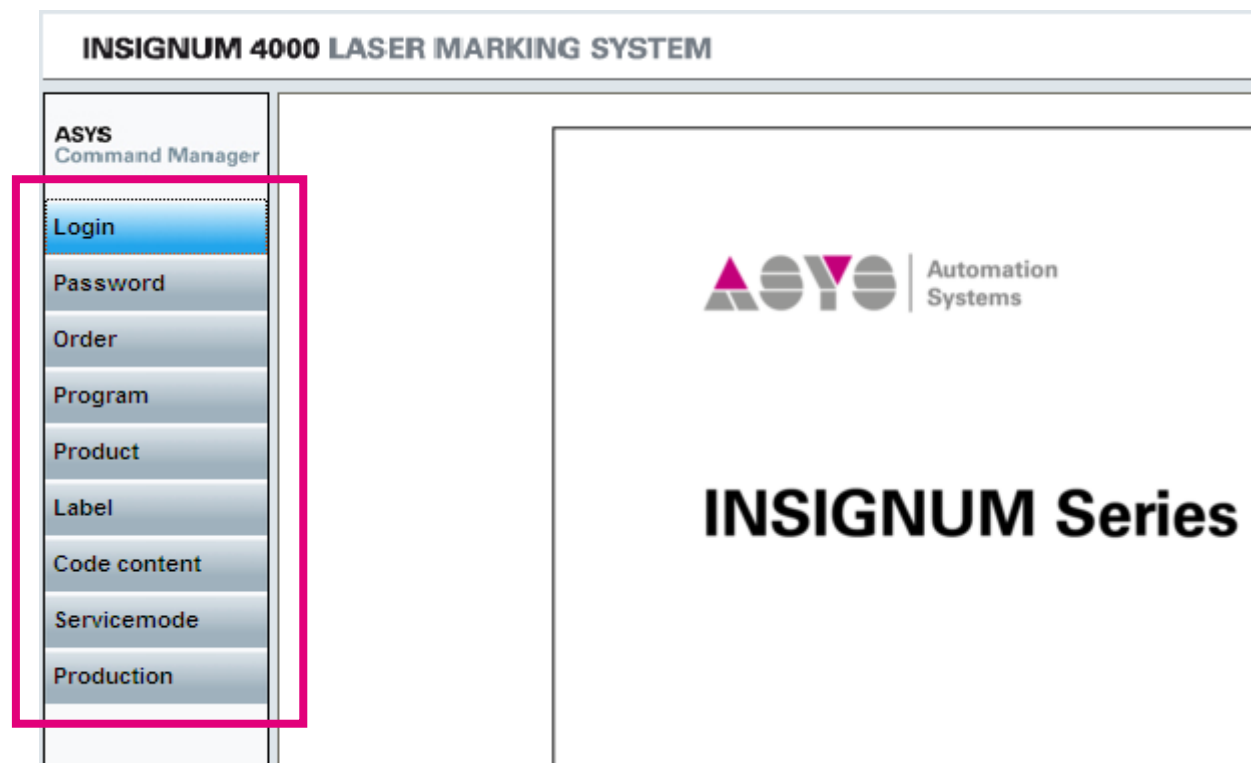 INSIGNUM 4000 LASER MARKING SYSTEM
ASYS
Command Manager
Login
Password
Order
Program
Product
Label
Code content
Servicemode
Production
ASYS
Automation
Systems
INSIGNUM Series